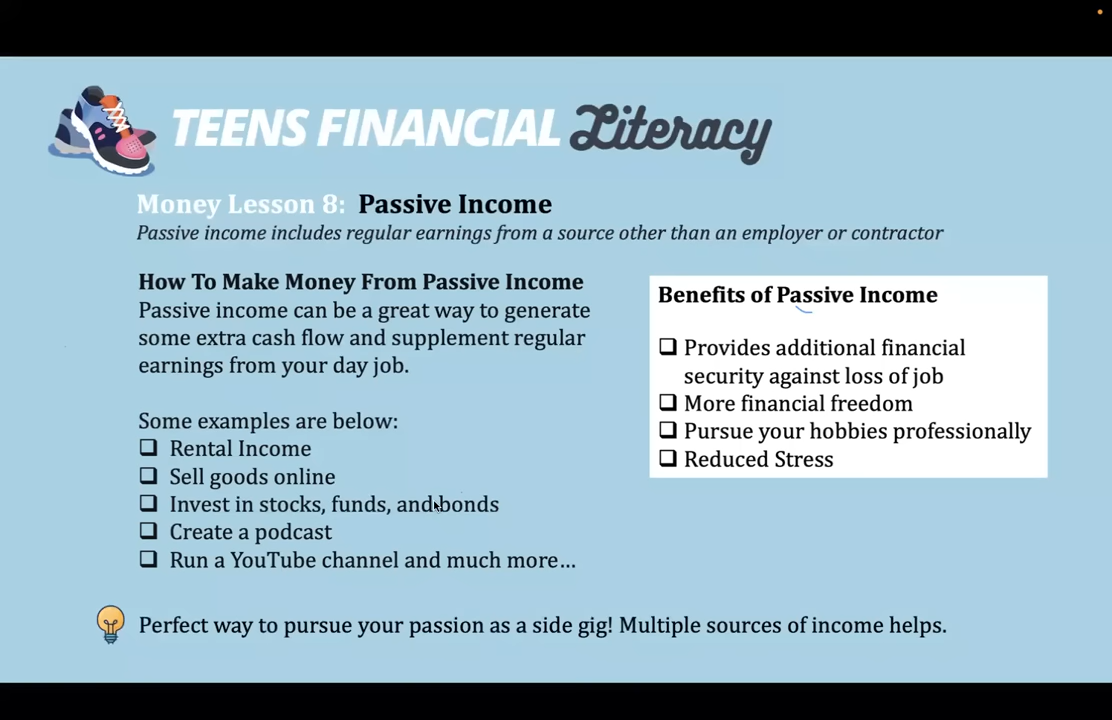 TEENS FINANCIAL Literacy
Money Lesson 8: Passive Income
Passive income includes regular earnings from a source other than an employer or contractor
How To Make Money From Passive Income
Passive income can be a great way to generate
some extra cash flow and supplement regular
earnings from your day job.
Some examples are below:
❑ Rental Income
❑ Sell goods online
❑ Invest in stocks, funds, and bonds
❑ Create a podcast
❑ Run a YouTube channel and much more...
Benefits of Passive Income
❑ Provides additional financial
security against loss of job
❑ More financial freedom
❑ Pursue your hobbies professionally
❑ Reduced Stress
Perfect way to pursue your passion as a side gig! Multiple sources of income helps.